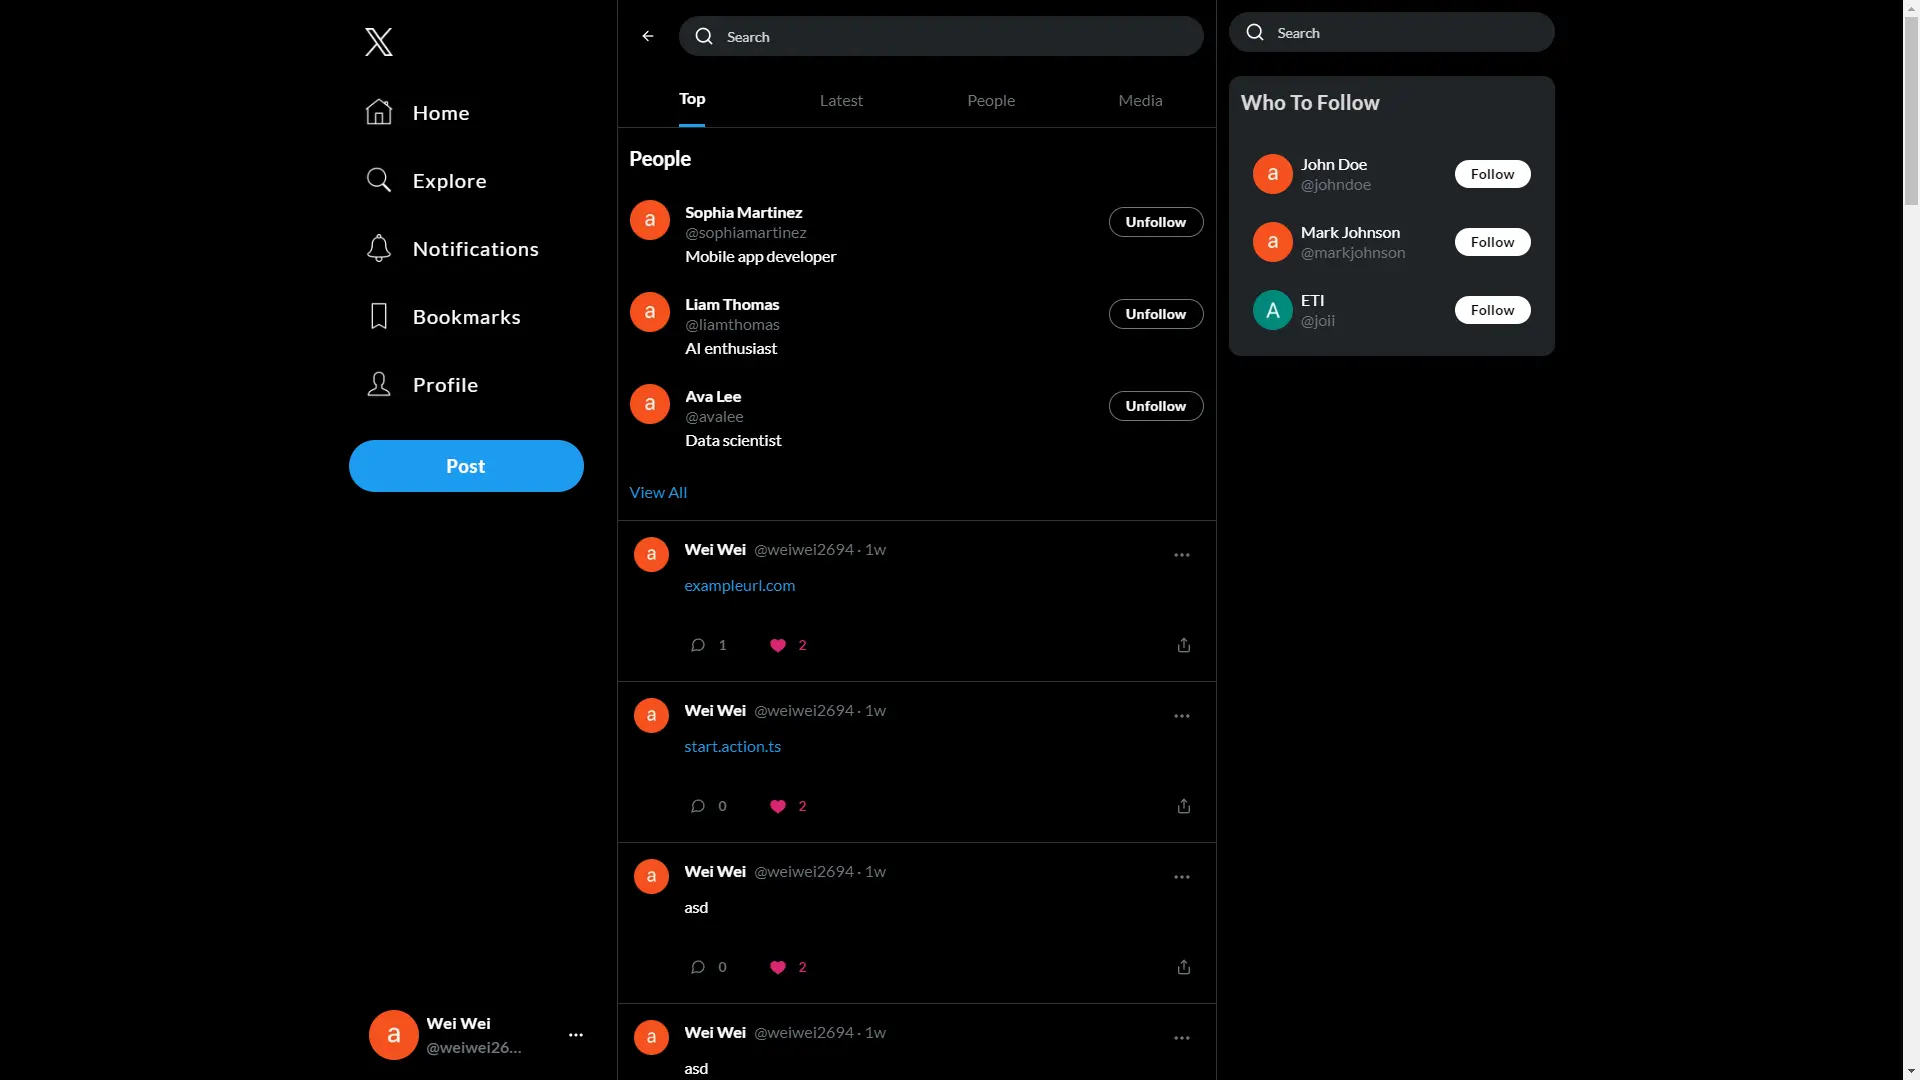 Home
Explore
Notifications
Bookmarks
Profile
Post
a
Wei Wei
@weiwei26...
Search
Top
Latest
People
Media
People
a
Sophia Martinez
@sophiamartinez
Mobile app developer
Unfollow
a
Liam Thomas
@liamthomas
AI enthusiast
Unfollow
a
Ava Lee
@avalee
Data scientist
Unfollow
View All
a
Wei Wei @weiwei2694 · 1w
exampleurl.com
1 2
a
Wei Wei @weiwei2694 · 1w
start.action.ts
0 2
a
Wei Wei @weiwei2694 · 1w
asd
0 2
a
Wei Wei @weiwei2694 · 1w
asd
Search
Who To Follow
a
John Doe
@johndoe
Follow
a
Mark Johnson
@markjohnson
Follow
A
ETI
@joii
Follow